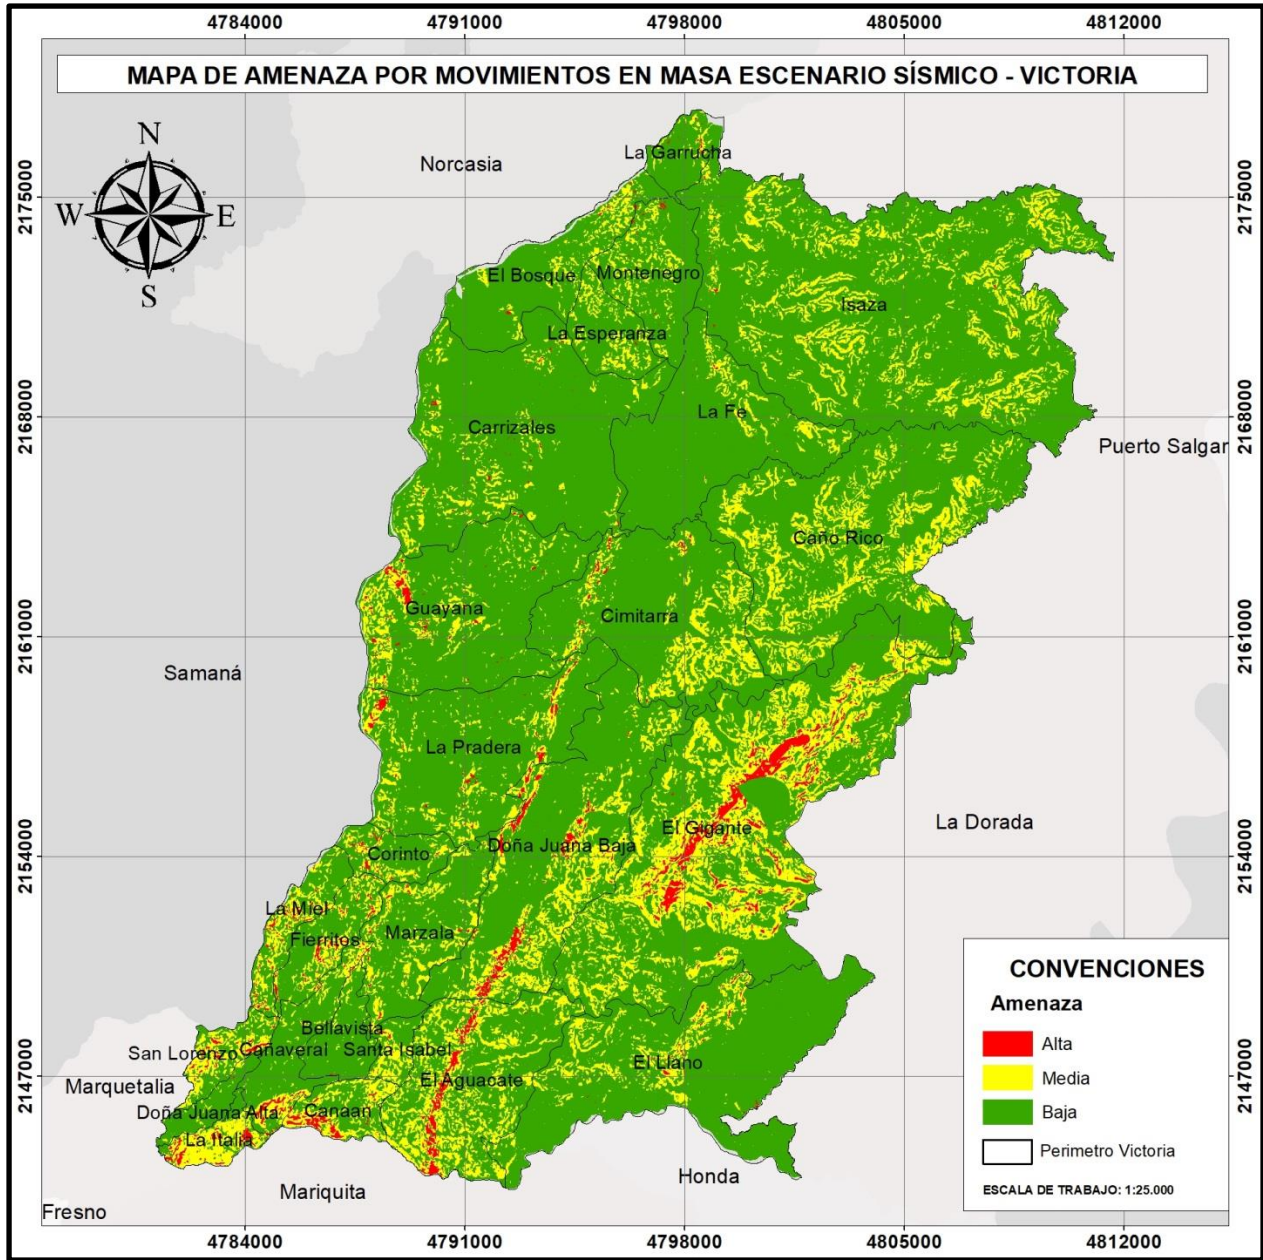 4784000 4791000 4798000 4805000 4812000
MAPA DE AMENAZA POR MOVIMIENTOS EN MASA ESCENARIO SÍSMICO - VICTORIA
N
W E
S
2175000
2168000
2161000
2154000
2147000
2175000
2168000
2161000
2154000
2147000
Norcasia
La Garrucha
El Bosque
Montenegro
Isaza
La Esperanza
La Fe
Carrizales
Puerto Salgar
Caño Rico
Guayana
Cimitarra
Samaná
La Pradera
El Gigante
La Dorada
Doña Juana Baja
Corinto
La Miel
Fierritos
Marzala
Bellavista
San Lorenzo
Cañaveral
Santa Isabel
El Llano
Marquetalia
El Aguacate
Doña Juana Alta
Canaan
La Italia
Honda
Mariquita
Fresno
CONVENCIONES
Amenaza
Alta
Media
Baja
Perimetro Victoria
ESCALA DE TRABAJO: 1:25.000
4784000 4791000 4798000 4805000 4812000